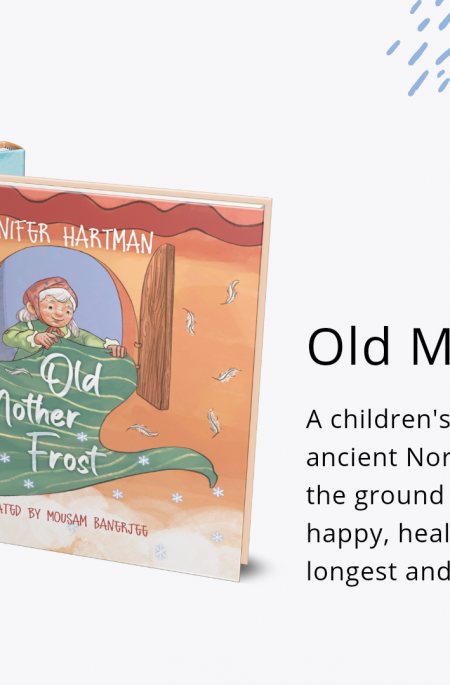 NIFER HARTMAN
Old
Mother
Frost
ATED BY MOUSAM BANERJEE
Old M
A children's
ancient Nor
the ground
happy, heal
longest and